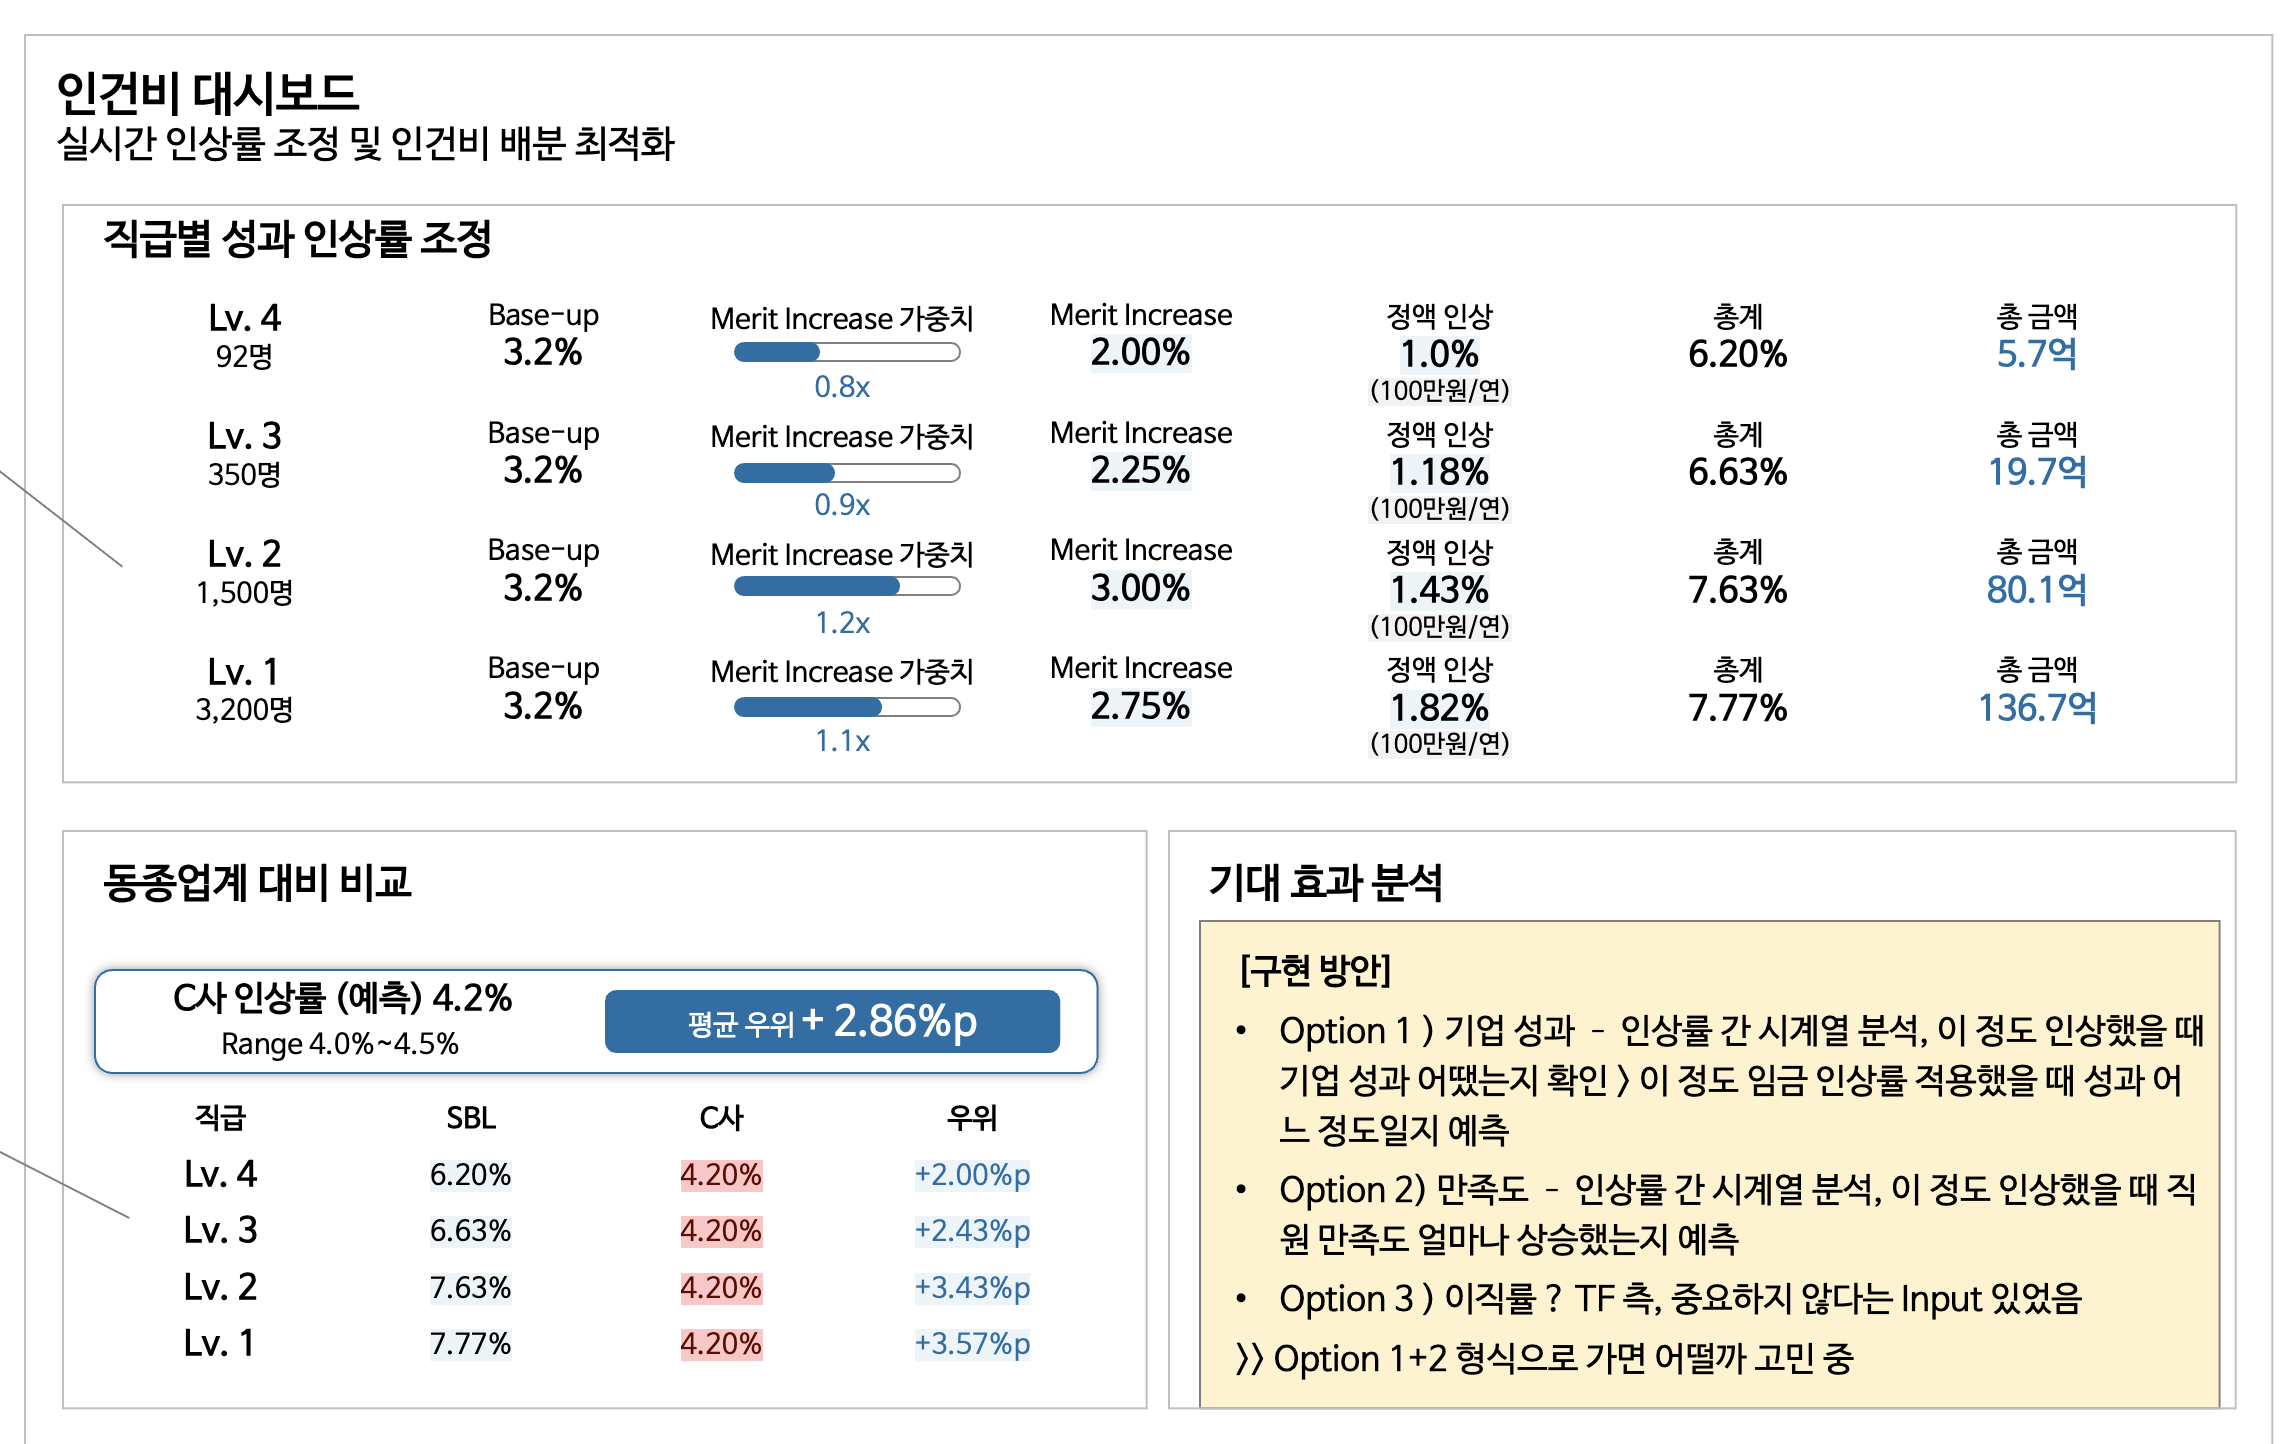 인건비 대시보드
실시간 인상률 조정 및 인건비 배분 최적화
직급별 성과 인상률 조정
Lv. 4 Base-up Merit Increase 가중치 Merit Increase 정액 인상 총계 총 금액
92명 3.2% 2.00% 1.0% 6.20% 5.7억
0.8x (100만원/연)
Lv. 3 Base-up Merit Increase 가중치 Merit Increase 정액 인상 총계 총 금액
350명 3.2% 2.25% 1.18% 6.63% 19.7억
0.9x (100만원/연)
Lv. 2 Base-up Merit Increase 가중치 Merit Increase 정액 인상 총계 총 금액
1,500명 3.2% 3.00% 1.43% 7.63% 80.1억
1.2x (100만원/연)
Lv. 1 Base-up Merit Increase 가중치 Merit Increase 정액 인상 총계 총 금액
3,200명 3.2% 2.75% 1.82% 7.77% 136.7억
1.1x (100만원/연)
동종업계 대비 비교
C사 인상률 (예측) 4.2%
Range 4.0%~4.5%
평균 우위 + 2.86%p
직급 SBL C사 우위
Lv. 4 6.20% 4.20% +2.00%p
Lv. 3 6.63% 4.20% +2.43%p
Lv. 2 7.63% 4.20% +3.43%p
Lv. 1 7.77% 4.20% +3.57%p
기대 효과 분석
[구현 방안]
• Option 1 ) 기업 성과 – 인상률 간 시계열 분석, 이 정도 인상했을 때
기업 성과 어땠는지 확인 > 이 정도 임금 인상률 적용했을 때 성과 어
느 정도일지 예측
• Option 2) 만족도 – 인상률 간 시계열 분석, 이 정도 인상했을 때 직
원 만족도 얼마나 상승했는지 예측
• Option 3 ) 이직률 ? TF 측, 중요하지 않다는 Input 있었음
>> Option 1+2 형식으로 가면 어떨까 고민 중